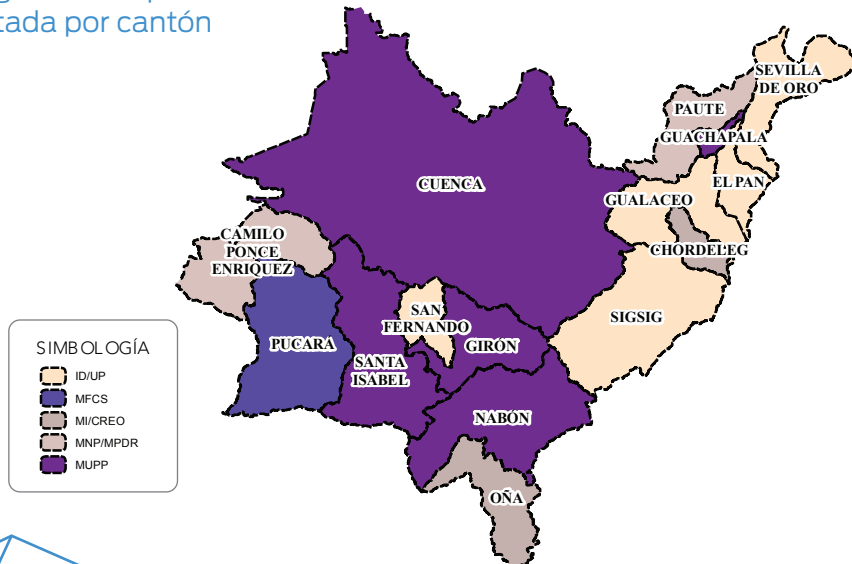 tada por cantón
SEVILLA
DE ORO
PAUTE
GUACHAPALA
CUENCA
EL PAN
GUALACEO
CAMILO
PONCE
ENRIQUEZ
CHORDELEG
SAN
FERNANDO
SIGSIG
PUCARA
GIRÓN
SANTA
ISABEL
NABÓN
OÑA
SIMBOLOGÍA
ID/UP
MFCS
MI/CREO
MNP/MPDR
MUPP